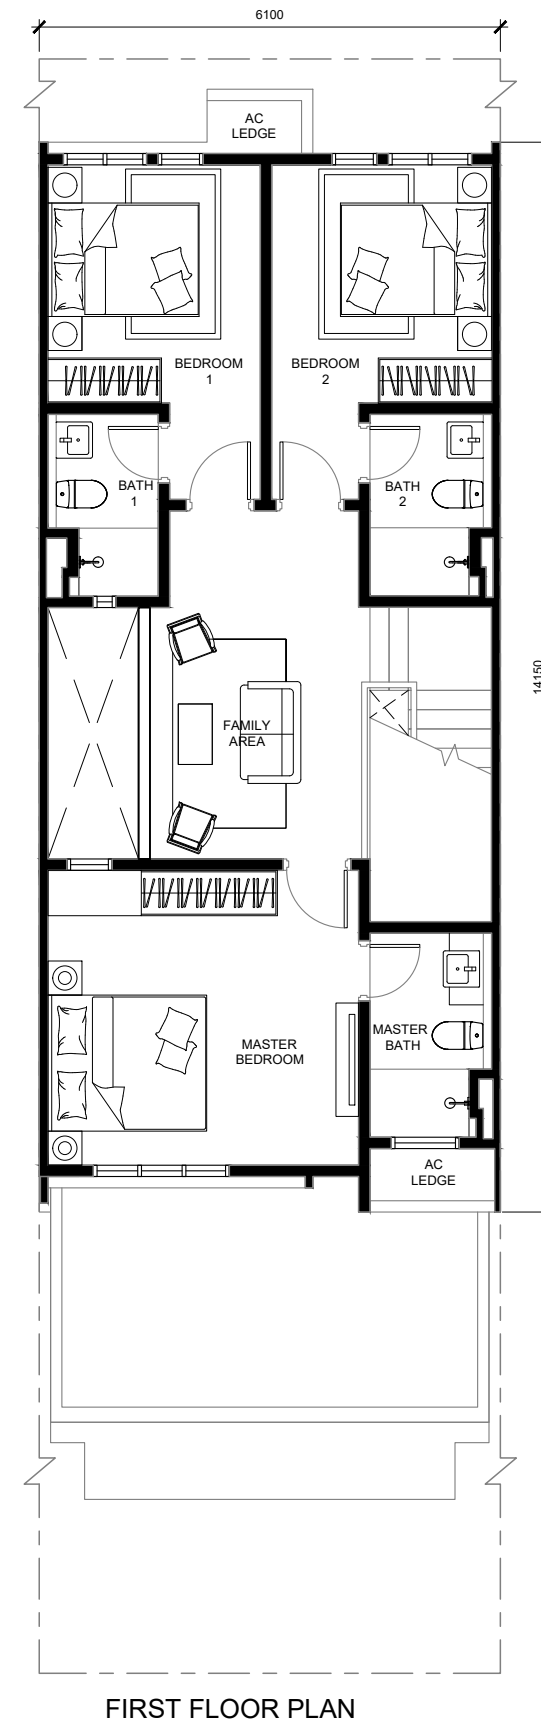 6100
AC
LEDGE
BEDROOM
1
BEDROOM
2
BATH
1
BATH
2
14150
FAMILY
AREA
MASTER
BEDROOM
MASTER
BATH
AC
LEDGE
FIRST FLOOR PLAN